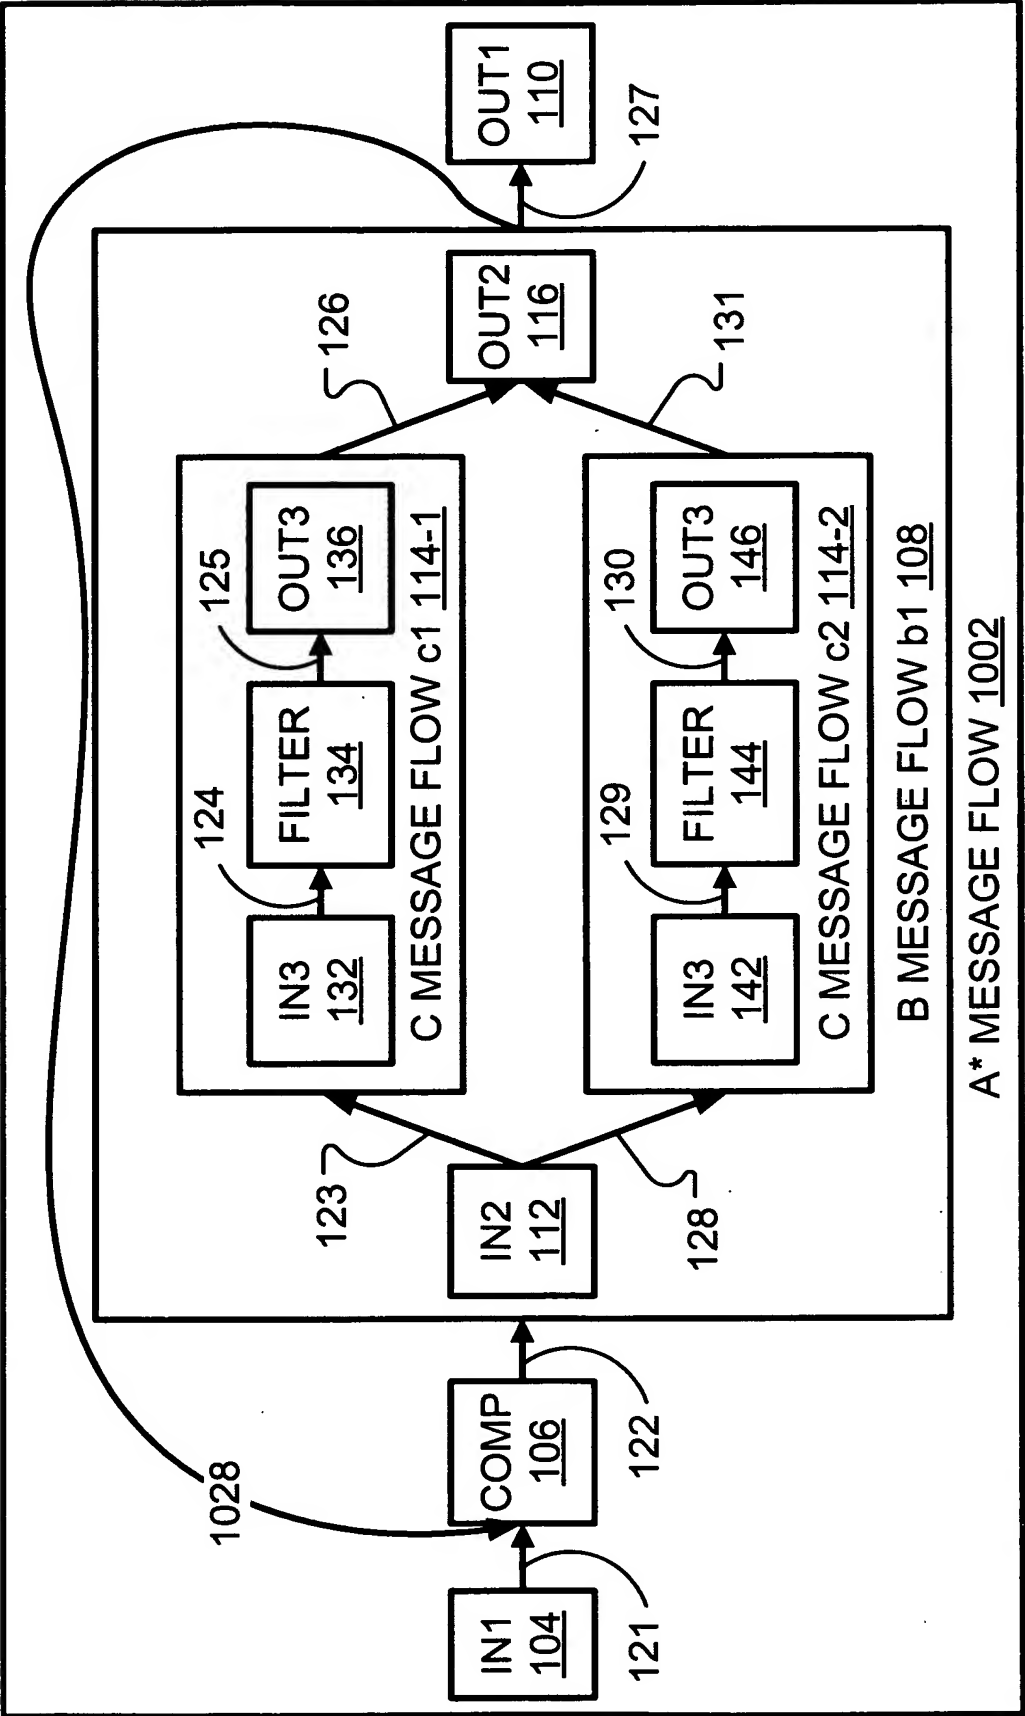 1028
IN1
104
121
COMP
106
122
IN2
112
123
128
IN3
132
124
FILTER
134
125
OUT3
136
C MESSAGE FLOW c1 114-1
IN3
142
129
FILTER
144
130
OUT3
146
C MESSAGE FLOW c2 114-2
126
131
OUT2
116
127
OUT1
110
B MESSAGE FLOW b1 108
A* MESSAGE FLOW 1002